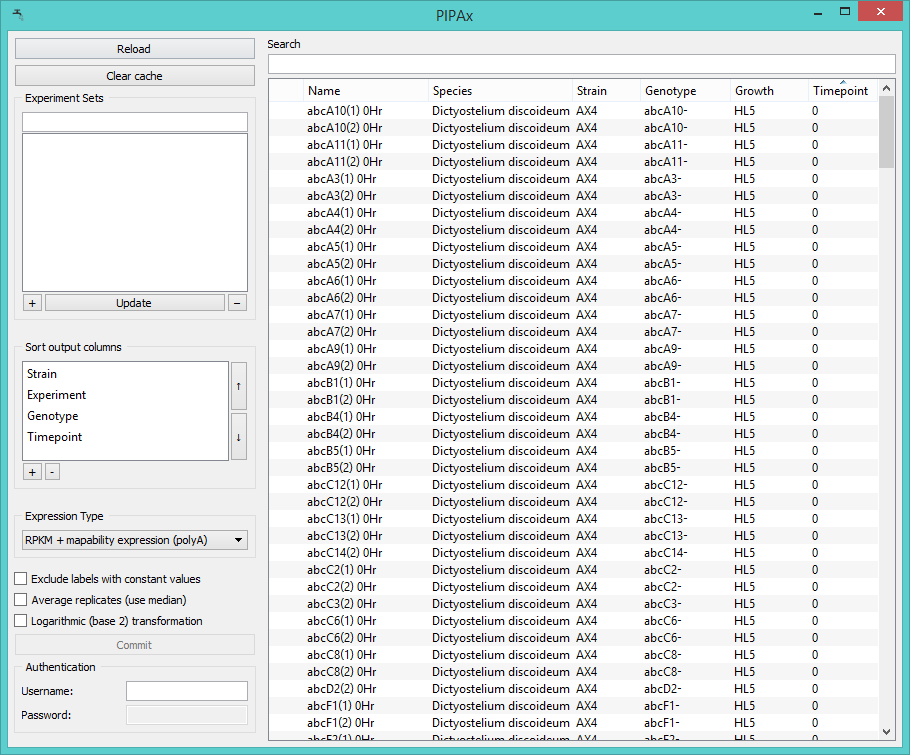 PIPAx
Reload
Clear cache
Experiment Sets
+ Update −
Sort output columns
Strain
Experiment
Genotype
Timepoint
↑
↓
+ -
Expression Type
RPKM + mapability expression (polyA)
Exclude labels with constant values
Average replicates (use median)
Logarithmic (base 2) transformation
Commit
Authentication
Username:
Password:
Search
Name Species Strain Genotype Growth Timepoint
abcA10(1) 0Hr Dictyostelium discoideum AX4 abcA10- HL5 0
abcA10(2) 0Hr Dictyostelium discoideum AX4 abcA10- HL5 0
abcA11(1) 0Hr Dictyostelium discoideum AX4 abcA11- HL5 0
abcA11(2) 0Hr Dictyostelium discoideum AX4 abcA11- HL5 0
abcA3(1) 0Hr Dictyostelium discoideum AX4 abcA3- HL5 0
abcA3(2) 0Hr Dictyostelium discoideum AX4 abcA3- HL5 0
abcA4(1) 0Hr Dictyostelium discoideum AX4 abcA4- HL5 0
abcA4(2) 0Hr Dictyostelium discoideum AX4 abcA4- HL5 0
abcA5(1) 0Hr Dictyostelium discoideum AX4 abcA5- HL5 0
abcA5(2) 0Hr Dictyostelium discoideum AX4 abcA5- HL5 0
abcA6(1) 0Hr Dictyostelium discoideum AX4 abcA6- HL5 0
abcA6(2) 0Hr Dictyostelium discoideum AX4 abcA6- HL5 0
abcA7(1) 0Hr Dictyostelium discoideum AX4 abcA7- HL5 0
abcA7(2) 0Hr Dictyostelium discoideum AX4 abcA7- HL5 0
abcA9(1) 0Hr Dictyostelium discoideum AX4 abcA9- HL5 0
abcA9(2) 0Hr Dictyostelium discoideum AX4 abcA9- HL5 0
abcB1(1) 0Hr Dictyostelium discoideum AX4 abcB1- HL5 0
abcB1(2) 0Hr Dictyostelium discoideum AX4 abcB1- HL5 0
abcB4(1) 0Hr Dictyostelium discoideum AX4 abcB4- HL5 0
abcB4(2) 0Hr Dictyostelium discoideum AX4 abcB4- HL5 0
abcB5(1) 0Hr Dictyostelium discoideum AX4 abcB5- HL5 0
abcB5(2) 0Hr Dictyostelium discoideum AX4 abcB5- HL5 0
abcC12(1) 0Hr Dictyostelium discoideum AX4 abcC12- HL5 0
abcC12(2) 0Hr Dictyostelium discoideum AX4 abcC12- HL5 0
abcC13(1) 0Hr Dictyostelium discoideum AX4 abcC13- HL5 0
abcC13(2) 0Hr Dictyostelium discoideum AX4 abcC13- HL5 0
abcC14(2) 0Hr Dictyostelium discoideum AX4 abcC14- HL5 0
abcC2(1) 0Hr Dictyostelium discoideum AX4 abcC2- HL5 0
abcC2(2) 0Hr Dictyostelium discoideum AX4 abcC2- HL5 0
abcC3(2) 0Hr Dictyostelium discoideum AX4 abcC3- HL5 0
abcC6(1) 0Hr Dictyostelium discoideum AX4 abcC6- HL5 0
abcC6(2) 0Hr Dictyostelium discoideum AX4 abcC6- HL5 0
abcC8(1) 0Hr Dictyostelium discoideum AX4 abcC8- HL5 0
abcC8(2) 0Hr Dictyostelium discoideum AX4 abcC8- HL5 0
abcD2(2) 0Hr Dictyostelium discoideum AX4 abcD2- HL5 0
abcF1(1) 0Hr Dictyostelium discoideum AX4 abcF1- HL5 0
abcF1(2) 0Hr Dictyostelium discoideum AX4 abcF1- HL5 0
abcF2(1) 0Hr Dictyostelium discoideum AX4 abcF2- HL5 0